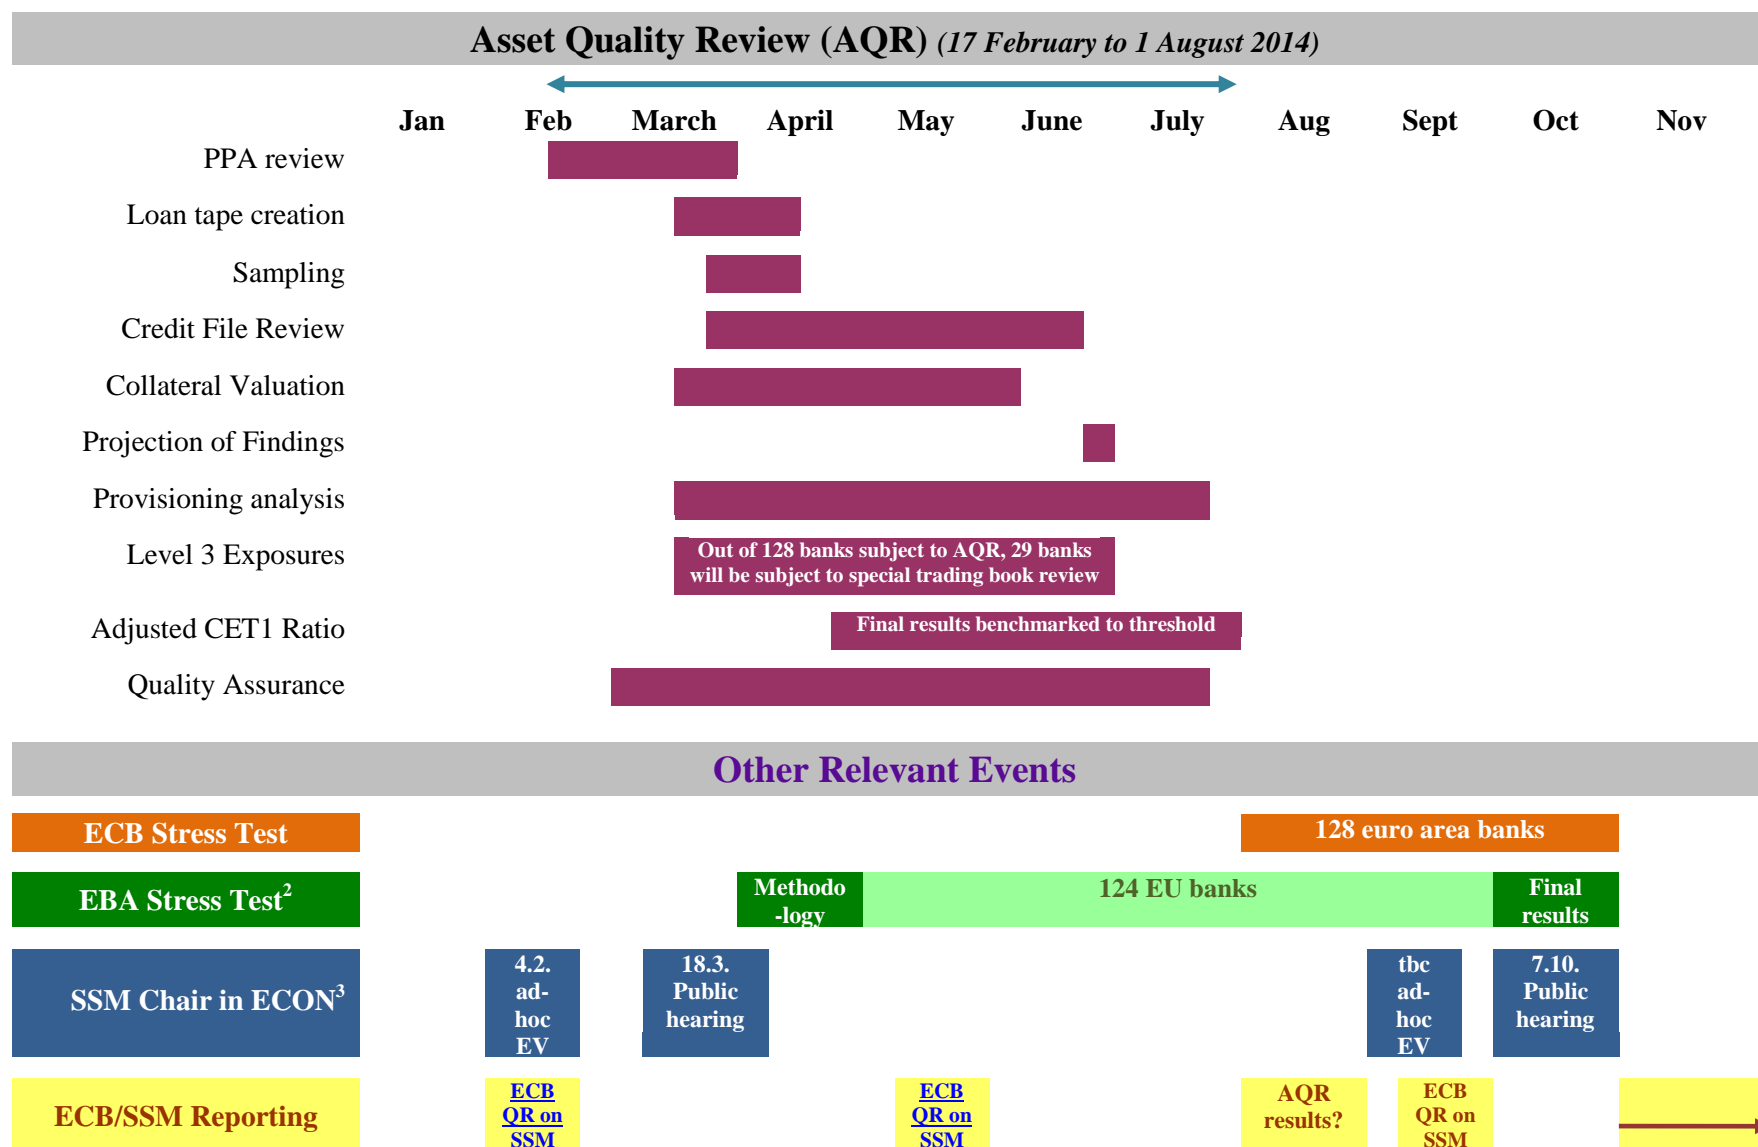 Asset Quality Review (AQR) (17 February to 1 August 2014)
Jan Feb March April May June July Aug Sept Oct Nov
PPA review
Loan tape creation
Sampling
Credit File Review
Collateral Valuation
Projection of Findings
Provisioning analysis
Level 3 Exposures
Out of 128 banks subject to AQR, 29 banks
will be subject to special trading book review
Adjusted CET1 Ratio
Final results benchmarked to threshold
Quality Assurance
Other Relevant Events
ECB Stress Test
128 euro area banks
EBA Stress Test2
Methodo
-logy
124 EU banks
Final
results
SSM Chair in ECON3
4.2.
ad-
hoc
EV
18.3.
Public
hearing
tbc
ad-
hoc
EV
7.10.
Public
hearing
ECB/SSM Reporting
ECB
QR on
SSM
ECB
QR on
SSM
AQR
results?
ECB
QR on
SSM